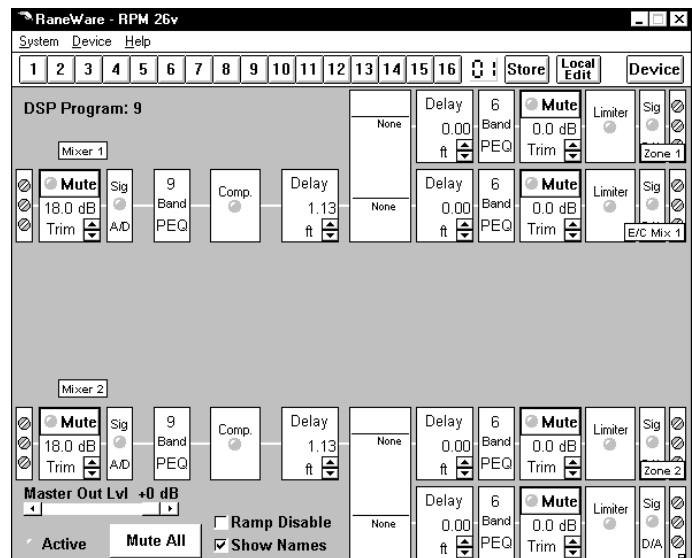 RaneWare - RPM 26v
System Device Help
1 2 3 4 5 6 7 8 9 10 11 12 13 14 15 16 01 Store Local Edit Device
DSP Program: 9
None
Delay
0.00
ft
6
Band
PEQ
Mute
0.0 dB
Trim
Limiter
Sig
Zone 1
Mixer 1
Mute
18.0 dB
Trim
Sig
A/D
9
Band
PEQ
Comp.
Delay
1.13
ft
None
Delay
0.00
ft
6
Band
PEQ
Mute
0.0 dB
Trim
Limiter
Sig
E/C Mix 1
Mixer 2
Mute
18.0 dB
Trim
Sig
A/D
9
Band
PEQ
Comp.
Delay
1.13
ft
None
Delay
0.00
ft
6
Band
PEQ
Mute
0.0 dB
Trim
Limiter
Sig
Zone 2
Master Out Lvl +0 dB
Active
Mute All
Ramp Disable
Show Names
None
Delay
0.00
ft
6
Band
PEQ
Mute
0.0 dB
Trim
Limiter
Sig
D/A